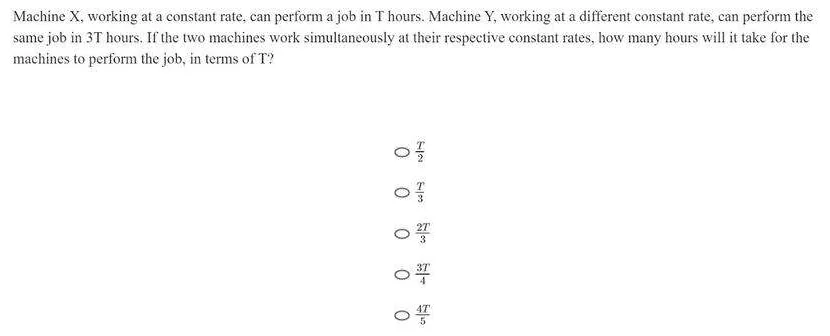 Machine X, working at a constant rate, can perform a job in T hours. Machine Y, working at a different constant rate, can perform the
same job in 3T hours. If the two machines work simultaneously at their respective constant rates, how many hours will it take for the
machines to perform the job, in terms of T?
T/2
T/3
2T/3
3T/4
4T/5